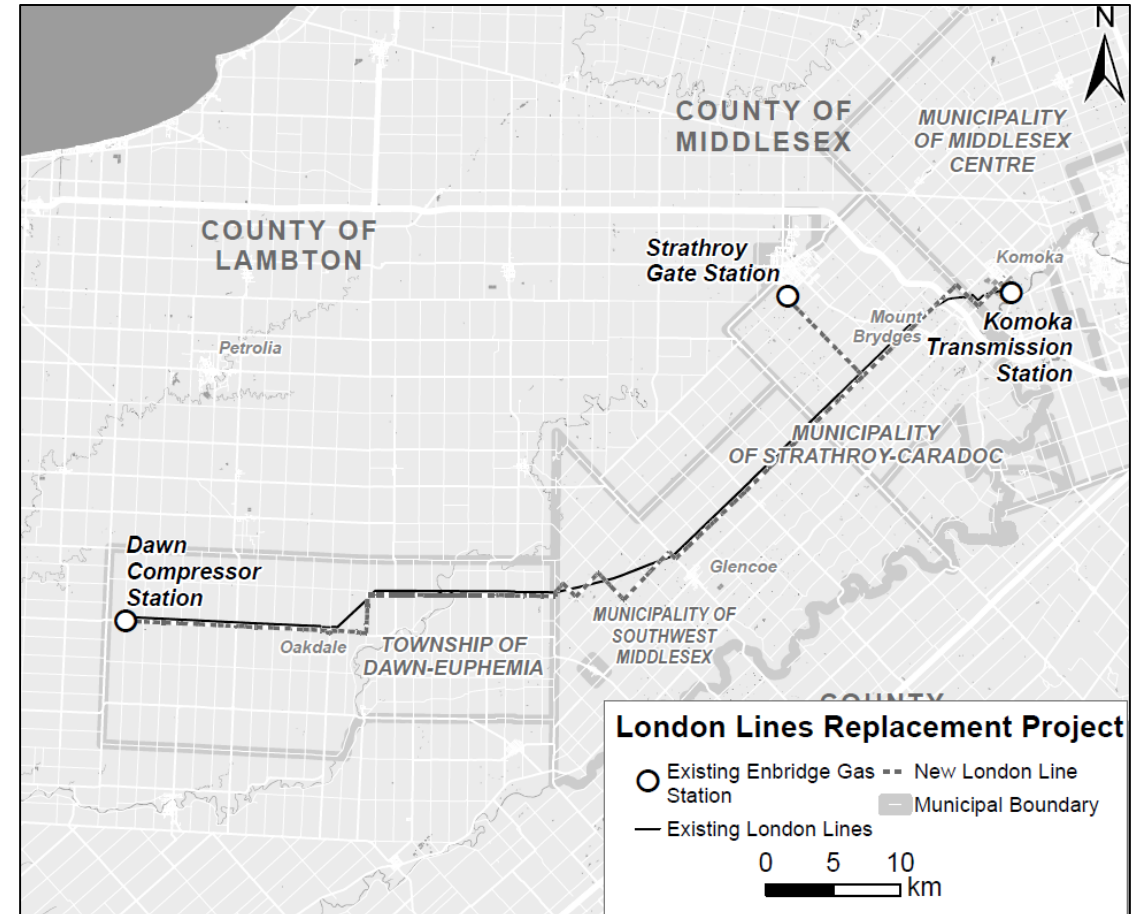 N
COUNTY OF
MIDDLESEX
MUNICIPALITY
OF MIDDLESEX
CENTRE
COUNTY OF
LAMBTON
Strathroy
Gate Station
Komoka
Mount
Brydges
Komoka
Transmission
Station
Petrolia
MUNICIPALITY
OF STRATHROY-CARADOC
Dawn
Compressor
Station
Glencoe
Oakdale
TOWNSHIP OF
DAWN-EUPHEMIA
MUNICIPALITY OF
SOUTHWEST
MIDDLESEX
COUNTY
London Lines Replacement Project
Existing Enbridge Gas
Station
New London Line
Municipal Boundary
Existing London Lines
0 5 10
km